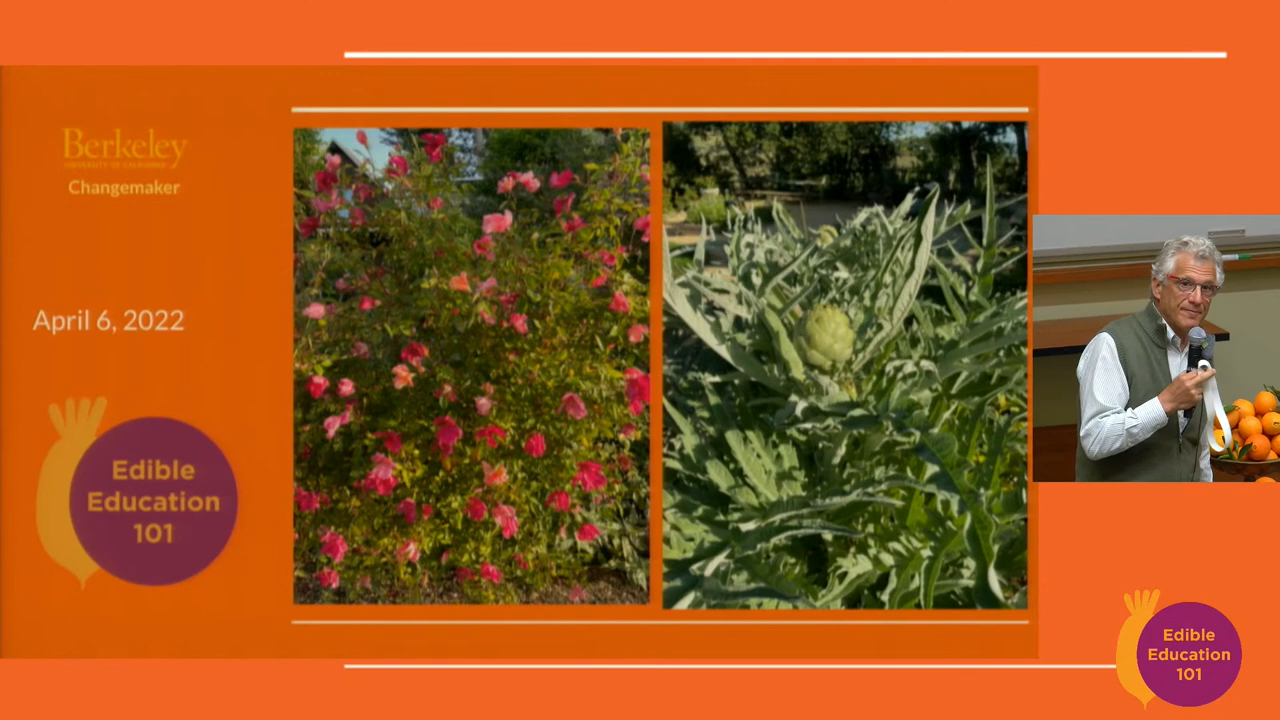 Berkeley
UNIVERSITY OF CALIFORNIA
Changemaker
April 6, 2022
Edible
Education
101
Edible
Education
101